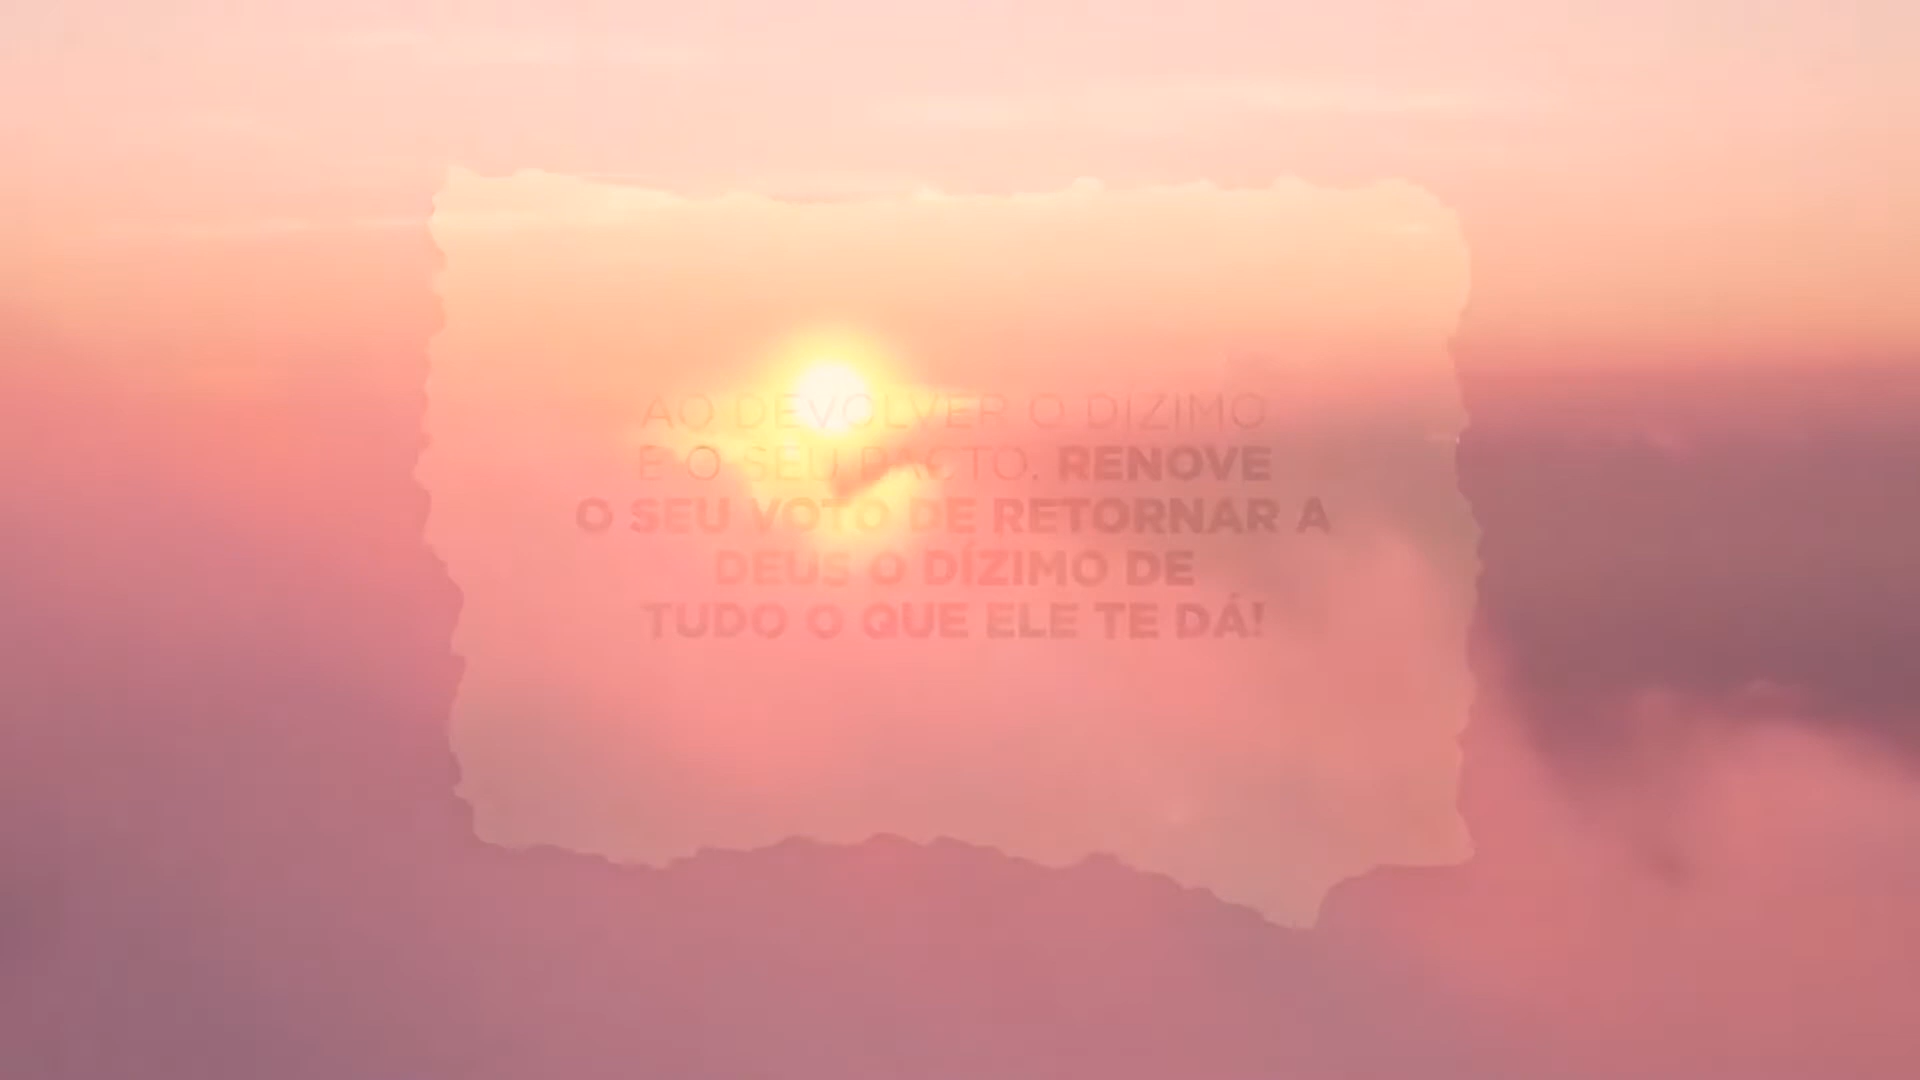 AO DEVOLVER O DÍZIMO
E O SEU PACTO, RENOVE
O SEU VOTO DE RETORNAR A
DEUS O DÍZIMO DE
TUDO O QUE ELE TE DÁ!